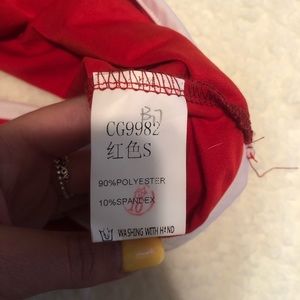 CG9982
红色S
90%POLYESTER
10%SPANDEX
WASHING WITH HAND